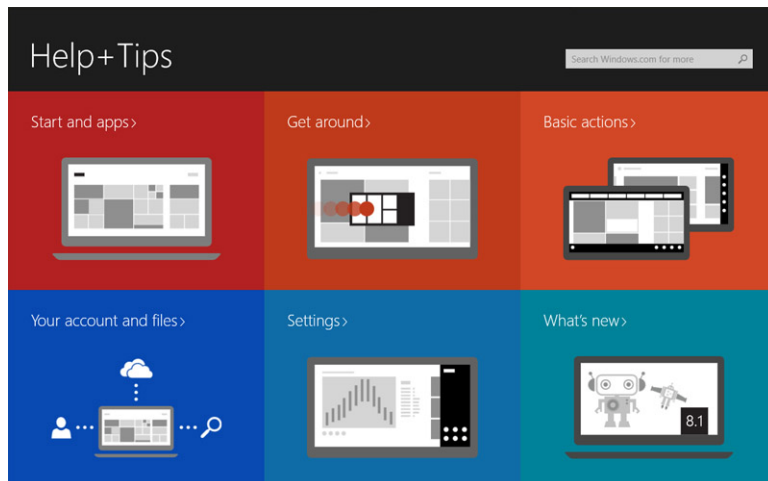 Help+Tips
Search Windows.com for more
Start and apps>
Get around>
Basic actions>
Your account and files>
Settings>
What's new>
8.1